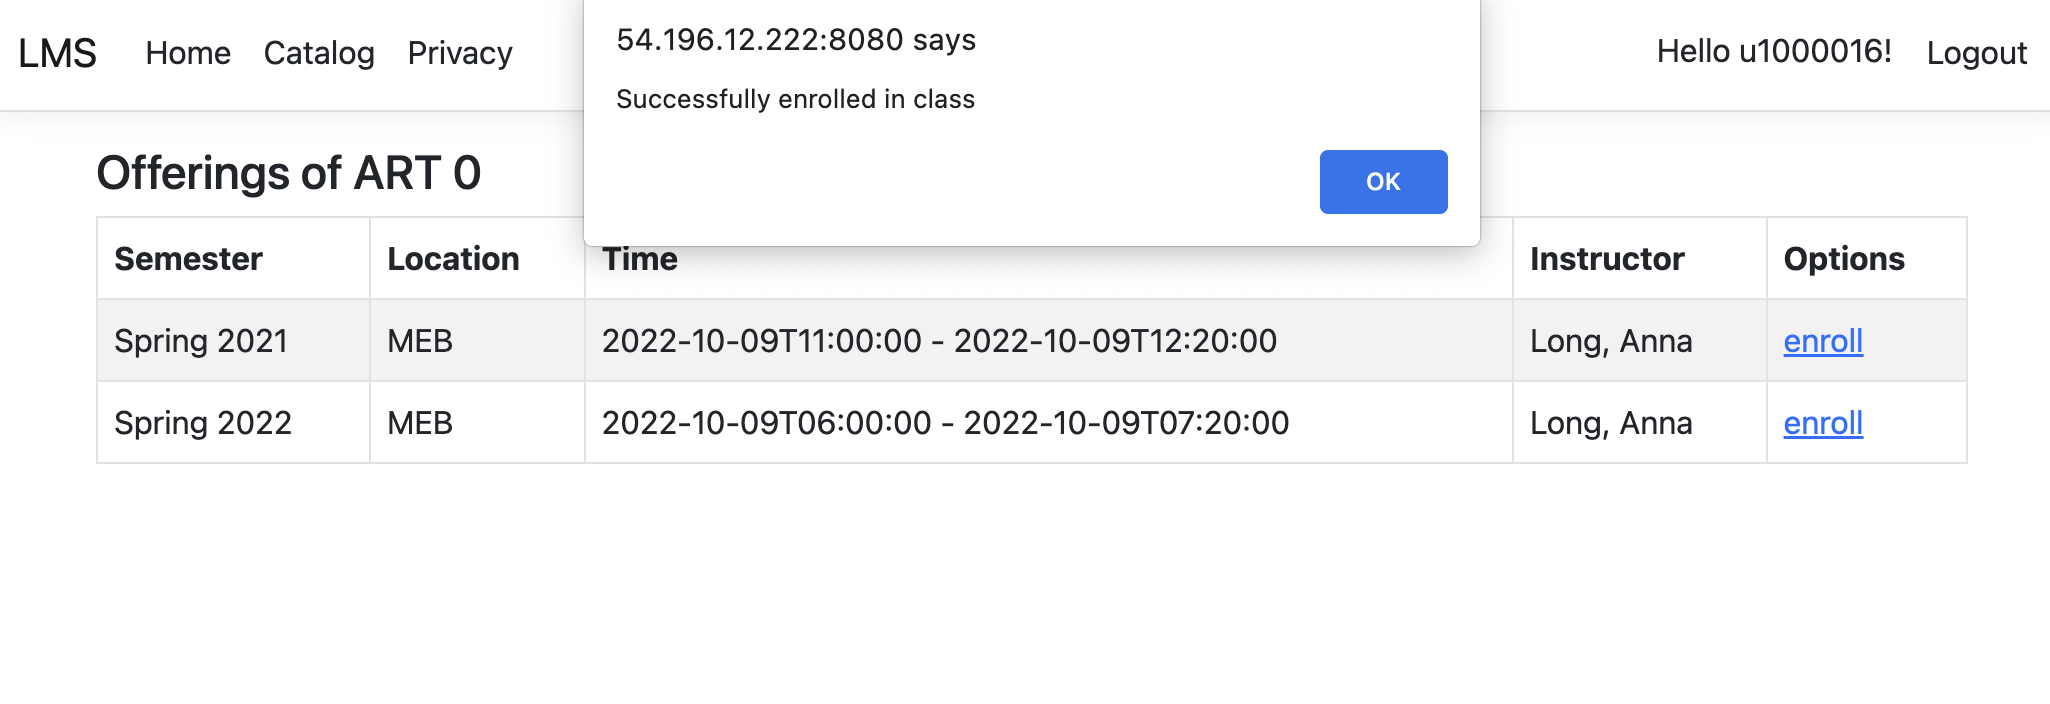 LMS Home Catalog Privacy Hello u1000016! Logout
54.196.12.222:8080 says
Successfully enrolled in class
OK
Offerings of ART 0
Semester Location Time Instructor Options
Spring 2021 MEB 2022-10-09T11:00:00 - 2022-10-09T12:20:00 Long, Anna enroll
Spring 2022 MEB 2022-10-09T06:00:00 - 2022-10-09T07:20:00 Long, Anna enroll